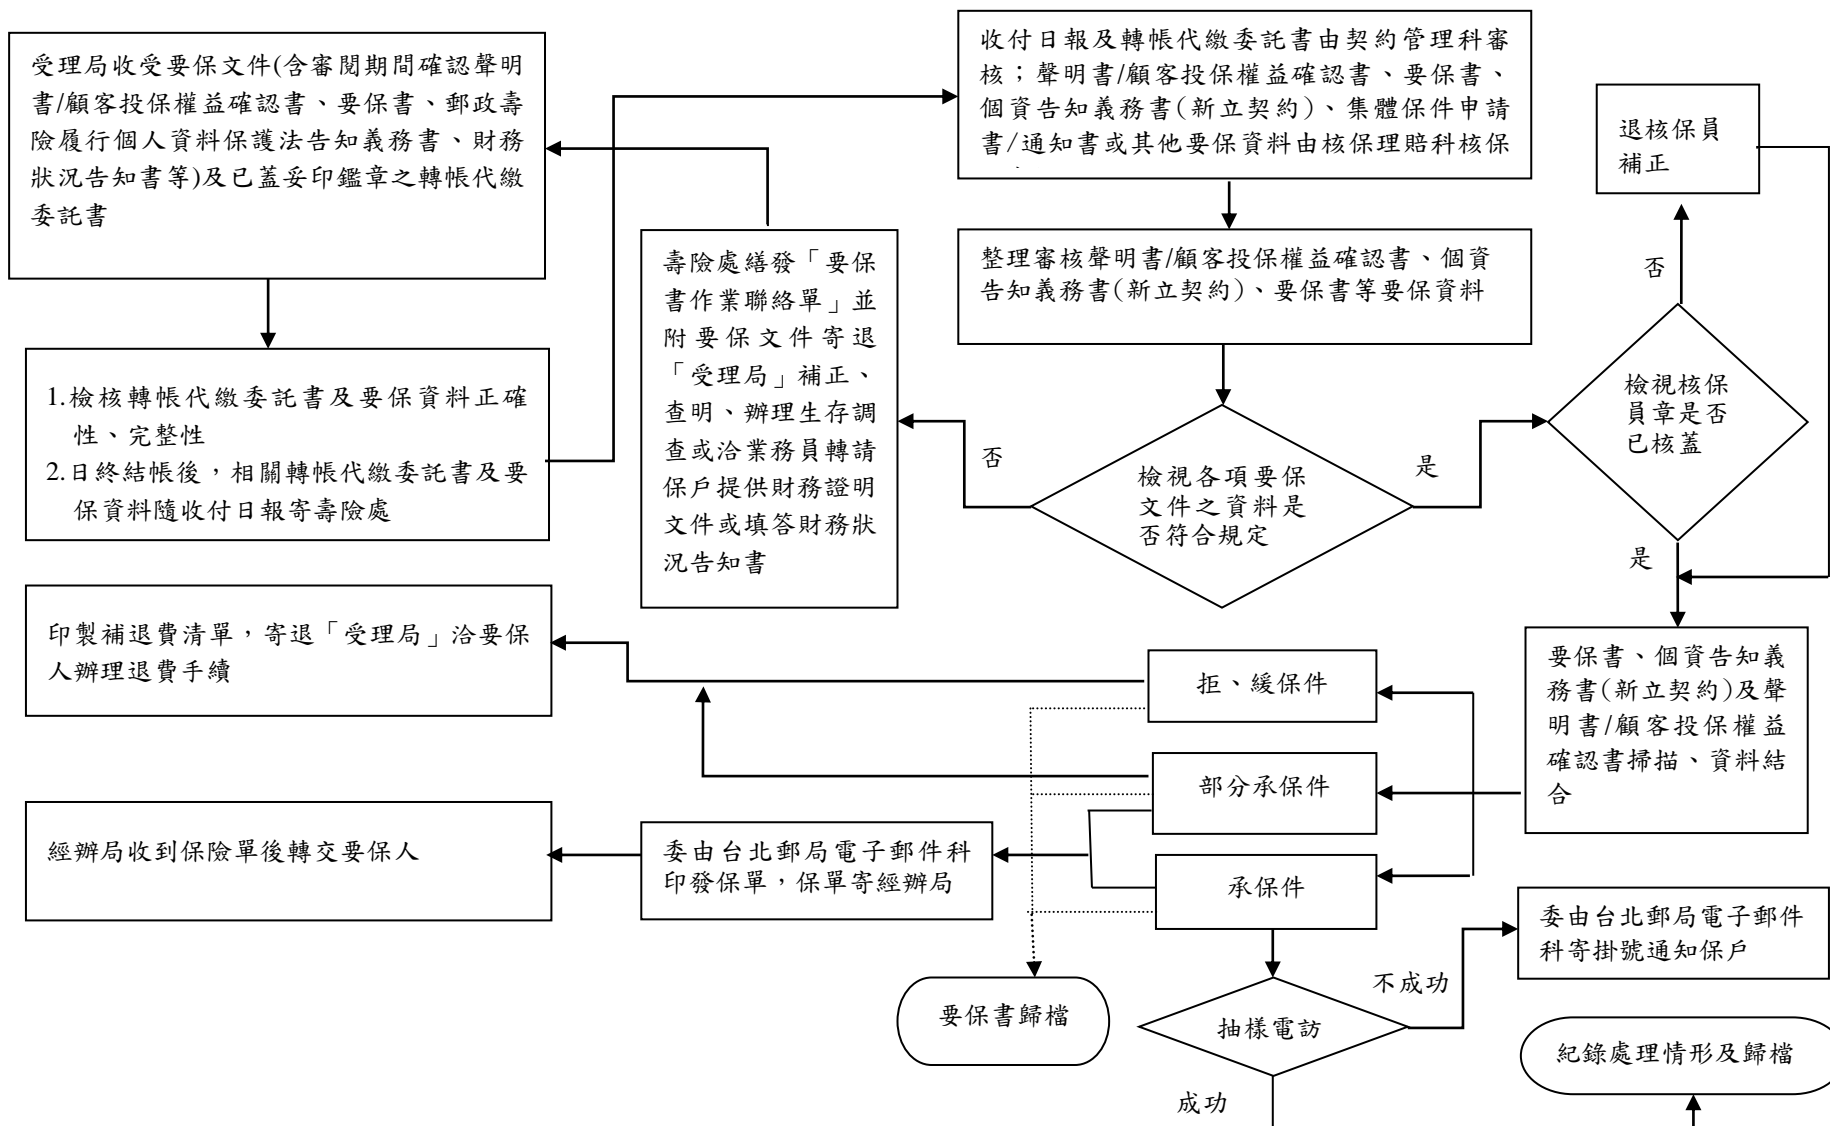 受理局收受要保文件(含審閱期間確認聲明
書/顧客投保權益確認書、要保書、郵政壽
險履行個人資料保護法告知義務書、財務
狀況告知書等)及已蓋妥印鑑章之轉帳代繳
委託書
收付日報及轉帳代繳委託書由契約管理科審
核；聲明書/顧客投保權益確認書、要保書、
個資告知義務書(新立契約)、集體保件申請
書/通知書或其他要保資料由核保理賠科核保
退核保員
補正
壽險處繕發「要保
書作業聯絡單」並
附要保文件寄退
「受理局」補正、
查明、辦理生存調
查或洽業務員轉請
保戶提供財務證明
文件或填答財務狀
況告知書
整理審核聲明書/顧客投保權益確認書、個資
告知義務書(新立契約)、要保書等要保資料
否
1.檢核轉帳代繳委託書及要保資料正確
性、完整性
2.日終結帳後，相關轉帳代繳委託書及要
保資料隨收付日報寄壽險處
檢視核保
員章是否
已核蓋
否
檢視各項要保
文件之資料是
否符合規定
是
是
印製補退費清單，寄退「受理局」洽要保
人辦理退費手續
拒、緩保件
要保書、個資告知義
務書(新立契約)及聲
明書/顧客投保權益
確認書掃描、資料結
合
部分承保件
經辦局收到保險單後轉交要保人
委由台北郵局電子郵件科
印發保單，保單寄經辦局
承保件
委由台北郵局電子郵件
科寄掛號通知保戶
不成功
要保書歸檔
抽樣電訪
紀錄處理情形及歸檔
成功